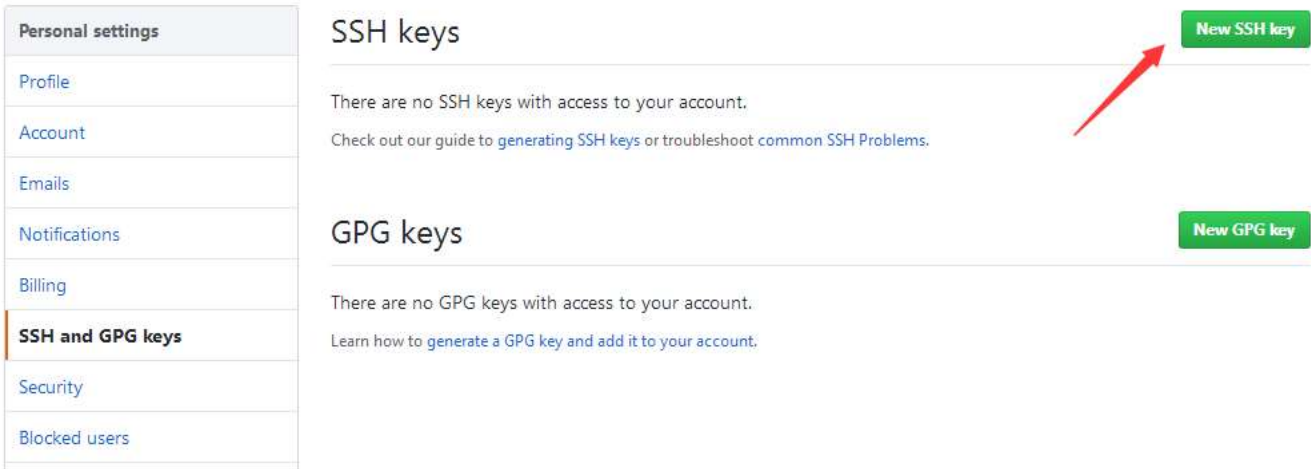 Personal settings
Profile
Account
Emails
Notifications
Billing
SSH and GPG keys
Security
Blocked users
SSH keys
New SSH key
There are no SSH keys with access to your account.
Check out our guide to generating SSH keys or troubleshoot common SSH Problems.
GPG keys
New GPG key
There are no GPG keys with access to your account.
Learn how to generate a GPG key and add it to your account.